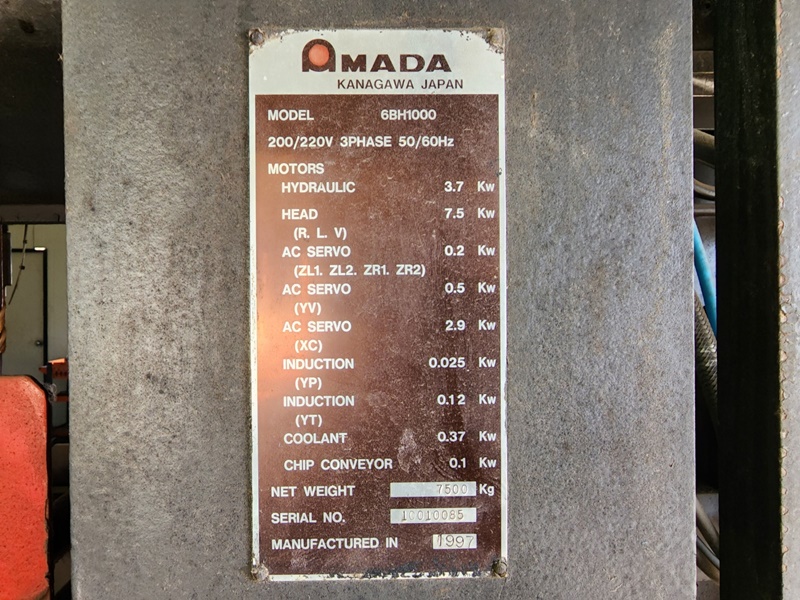 AMADA
KANAGAWA JAPAN
MODEL 6BH1000
200/220V 3PHASE 50/60Hz
MOTORS
HYDRAULIC 3.7 Kw
HEAD 7.5 Kw
(R. L. V)
AC SERVO 0.2 Kw
(ZL1. ZL2. ZR1. ZR2)
AC SERVO 0.5 Kw
(YV)
AC SERVO 2.9 Kw
(XC)
INDUCTION 0.025 Kw
(YP)
INDUCTION 0.12 Kw
(YT)
COOLANT 0.37 Kw
CHIP CONVEYOR 0.1 Kw
NET WEIGHT 7500 Kg
SERIAL NO. 10010085
MANUFACTURED IN 1997